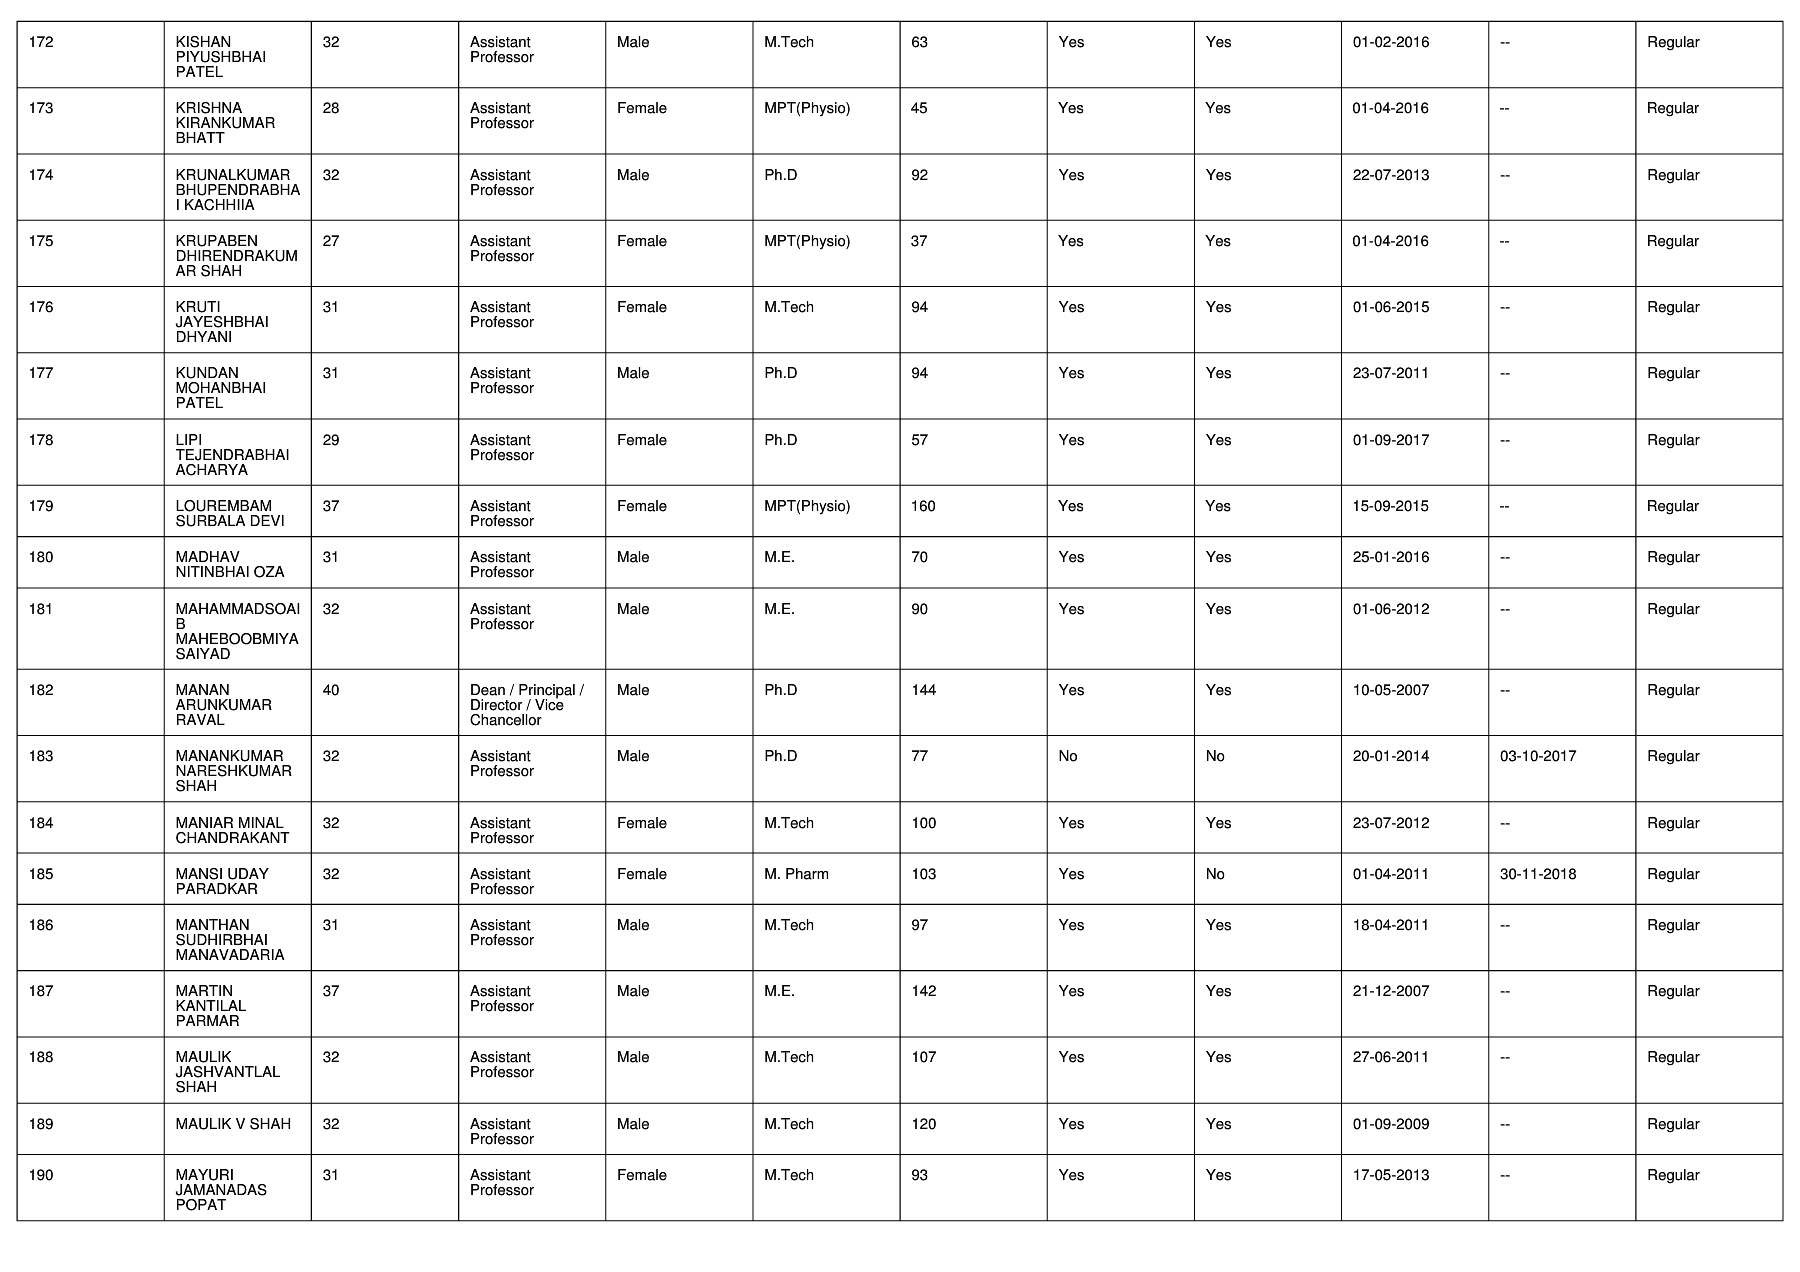 172 KISHAN 32 Assistant Male M.Tech 63 Yes Yes 01-02-2016 -- Regular
PIYUSHBHAI Professor
PATEL
173 KRISHNA 28 Assistant Female MPT(Physio) 45 Yes Yes 01-04-2016 -- Regular
KIRANKUMAR Professor
BHATT
174 KRUNALKUMAR 32 Assistant Male Ph.D 92 Yes Yes 22-07-2013 -- Regular
BHUPENDRABHA Professor
I KACHHIIA
175 KRUPABEN 27 Assistant Female MPT(Physio) 37 Yes Yes 01-04-2016 -- Regular
DHIRENDRAKUM Professor
AR SHAH
176 KRUTI 31 Assistant Female M.Tech 94 Yes Yes 01-06-2015 -- Regular
JAYESHBHAI Professor
DHYANI
177 KUNDAN 31 Assistant Male Ph.D 94 Yes Yes 23-07-2011 -- Regular
MOHANBHAI Professor
PATEL
178 LIPI 29 Assistant Female Ph.D 57 Yes Yes 01-09-2017 -- Regular
TEJENDRABHAI Professor
ACHARYA
179 LOUREMBAM 37 Assistant Female MPT(Physio) 160 Yes Yes 15-09-2015 -- Regular
SURBALA DEVI Professor
180 MADHAV 31 Assistant Male M.E. 70 Yes Yes 25-01-2016 -- Regular
NITINBHAI OZA Professor
181 MAHAMMADSOAI 32 Assistant Male M.E. 90 Yes Yes 01-06-2012 -- Regular
B Professor
MAHEBOOBMIYA
SAIYAD
182 MANAN 40 Dean / Principal / Male Ph.D 144 Yes Yes 10-05-2007 -- Regular
ARUNKUMAR Director / Vice
RAVAL Chancellor
183 MANANKUMAR 32 Assistant Male Ph.D 77 No No 20-01-2014 03-10-2017 Regular
NARESHKUMAR Professor
SHAH
184 MANIAR MINAL 32 Assistant Female M.Tech 100 Yes Yes 23-07-2012 -- Regular
CHANDRAKANT Professor
185 MANSI UDAY 32 Assistant Female M. Pharm 103 Yes No 01-04-2011 30-11-2018 Regular
PARADKAR Professor
186 MANTHAN 31 Assistant Male M.Tech 97 Yes Yes 18-04-2011 -- Regular
SUDHIRBHAI Professor
MANAVADARIA
187 MARTIN 37 Assistant Male M.E. 142 Yes Yes 21-12-2007 -- Regular
KANTILAL Professor
PARMAR
188 MAULIK 32 Assistant Male M.Tech 107 Yes Yes 27-06-2011 -- Regular
JASHVANTLAL Professor
SHAH
189 MAULIK V SHAH 32 Assistant Male M.Tech 120 Yes Yes 01-09-2009 -- Regular
Professor
190 MAYURI 31 Assistant Female M.Tech 93 Yes Yes 17-05-2013 -- Regular
JAMANADAS Professor
POPAT